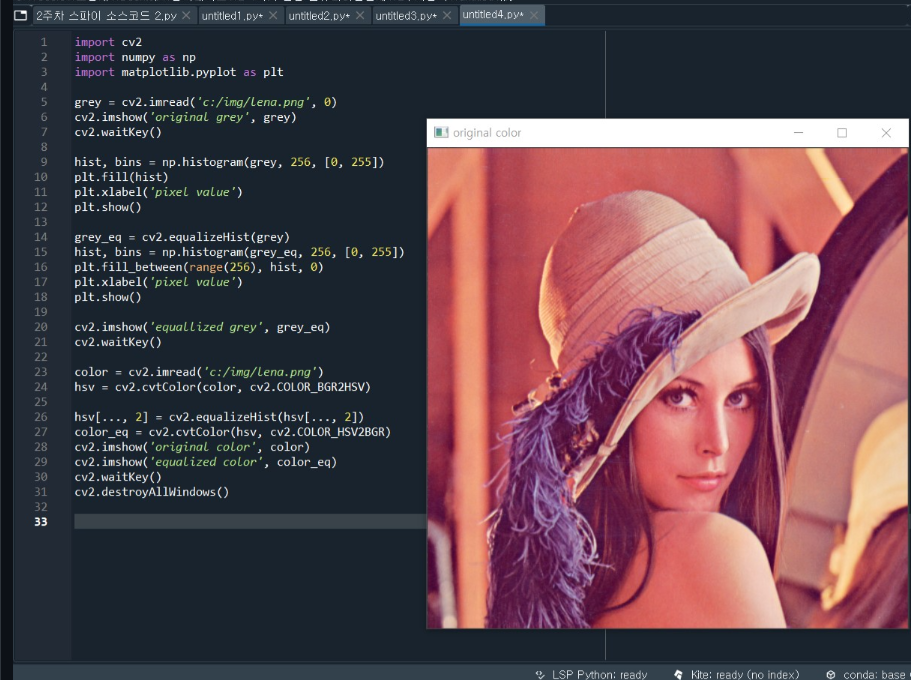 2주차 스파이 소스코드 2.py
untitled1.py*
untitled2.py*
untitled3.py*
untitled4.py*
1 import cv2
2 import numpy as np
3 import matplotlib.pyplot as plt
4
5 grey = cv2.imread('c:/img/lena.png', 0)
6 cv2.imshow('original grey', grey)
7 cv2.waitKey()
8
9 hist, bins = np.histogram(grey, 256, [0, 255])
10 plt.fill(hist)
11 plt.xlabel('pixel value')
12 plt.show()
13
14 grey_eq = cv2.equalizeHist(grey)
15 hist, bins = np.histogram(grey_eq, 256, [0, 255])
16 plt.fill_between(range(256), hist, 0)
17 plt.xlabel('pixel value')
18 plt.show()
19
20 cv2.imshow('equallized grey', grey_eq)
21 cv2.waitKey()
22
23 color = cv2.imread('c:/img/lena.png')
24 hsv = cv2.cvtColor(color, cv2.COLOR_BGR2HSV)
25
26 hsv[..., 2] = cv2.equalizeHist(hsv[..., 2])
27 color_eq = cv2.cvtColor(hsv, cv2.COLOR_HSV2BGR)
28 cv2.imshow('original color', color)
29 cv2.imshow('equalized color', color_eq)
30 cv2.waitKey()
31 cv2.destroyAllWindows()
32
33
original color
LSP Python: ready
Kite: ready (no index)
conda: base